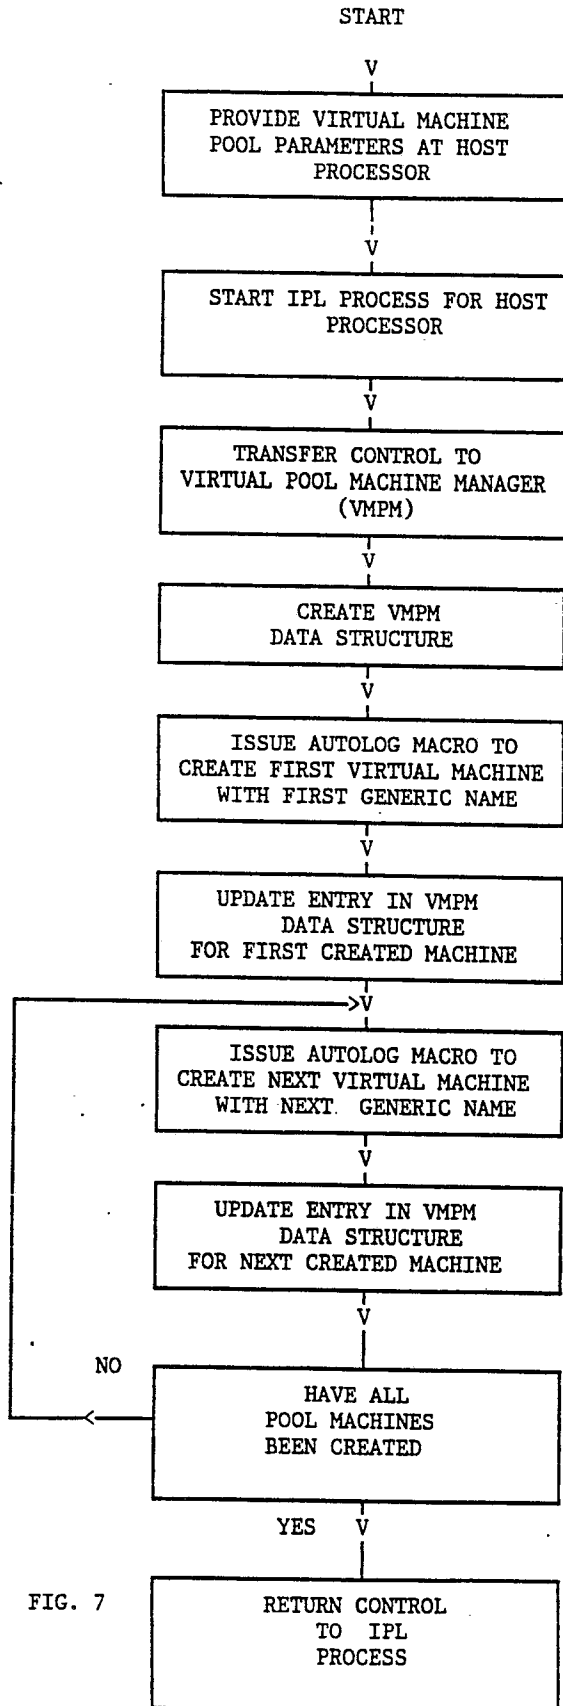 START
V
PROVIDE VIRTUAL MACHINE
POOL PARAMETERS AT HOST
PROCESSOR
V
START IPL PROCESS FOR HOST
PROCESSOR
V
TRANSFER CONTROL TO
VIRTUAL POOL MACHINE MANAGER
(VMPM)
V
CREATE VMPM
DATA STRUCTURE
V
ISSUE AUTOLOG MACRO TO
CREATE FIRST VIRTUAL MACHINE
WITH FIRST GENERIC NAME
V
UPDATE ENTRY IN VMPM
DATA STRUCTURE
FOR FIRST CREATED MACHINE
>V
ISSUE AUTOLOG MACRO TO
CREATE NEXT VIRTUAL MACHINE
WITH NEXT. GENERIC NAME
V
UPDATE ENTRY IN VMPM
DATA STRUCTURE
FOR NEXT CREATED MACHINE
V
NO
<
HAVE ALL
POOL MACHINES
BEEN CREATED
YES V
FIG. 7
RETURN CONTROL
TO IPL
PROCESS